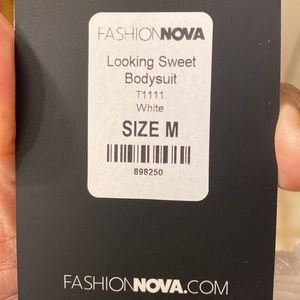 FASHIONNOVA
Looking Sweet
Bodysuit
T1111
White
SIZE M
898250
FASHIONNOVA.COM